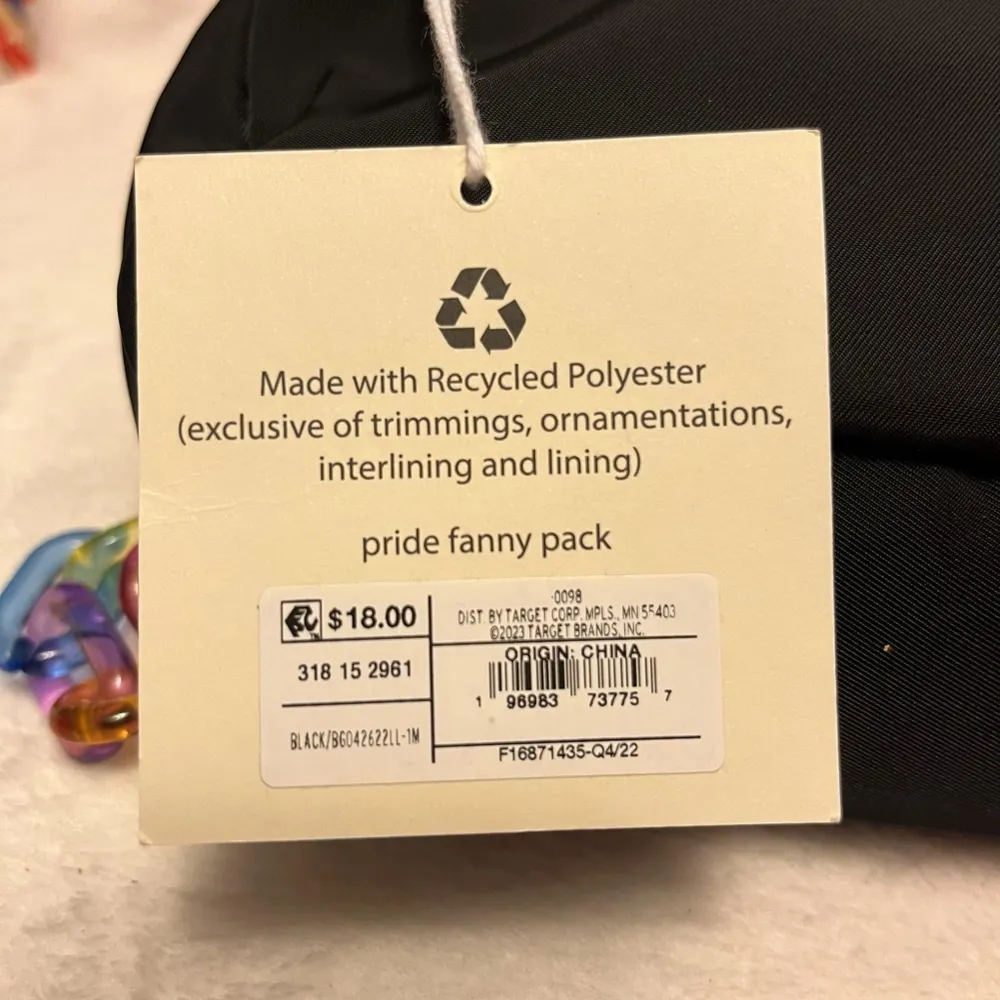 Made with Recycled Polyester
(exclusive of trimmings, ornamentations,
interlining and lining)
pride fanny pack
$18.00
318 15 2961
BLACK/BG042622LL-1M
0098
DIST. BY TARGET CORP. MPLS., MN 55403
©2023 TARGET BRANDS, INC.
ORIGIN: CHINA
1 96983 73775 7
F16871435-Q4/22